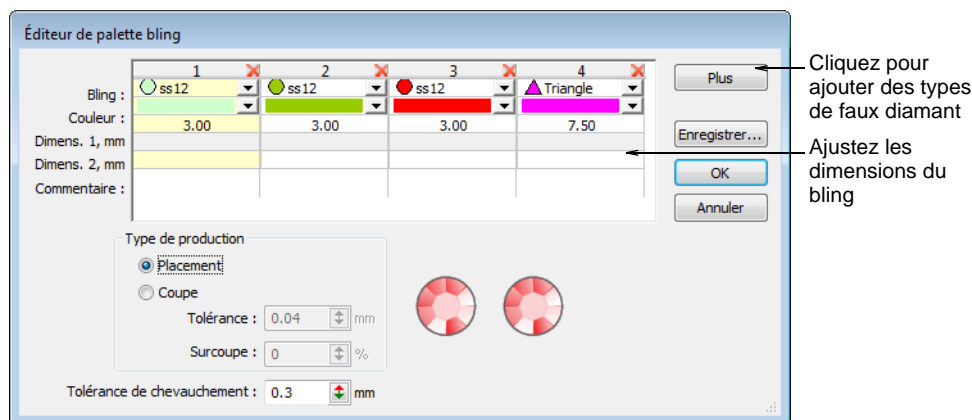 Éditeur de palette bling
1 2 3 4
Bling : ss12 ss12 ss12 Triangle
Couleur :
Dimens. 1, mm 3.00 3.00 3.00 7.50
Dimens. 2, mm
Commentaire :
Plus
Enregistrer...
OK
Annuler
Cliquez pour
ajouter des types
de faux diamant
Ajustez les
dimensions du
bling
Type de production
Placement
Coupe
Tolérance : 0.04 mm
Surcoupe : 0 %
Tolérance de chevauchement : 0.3 mm